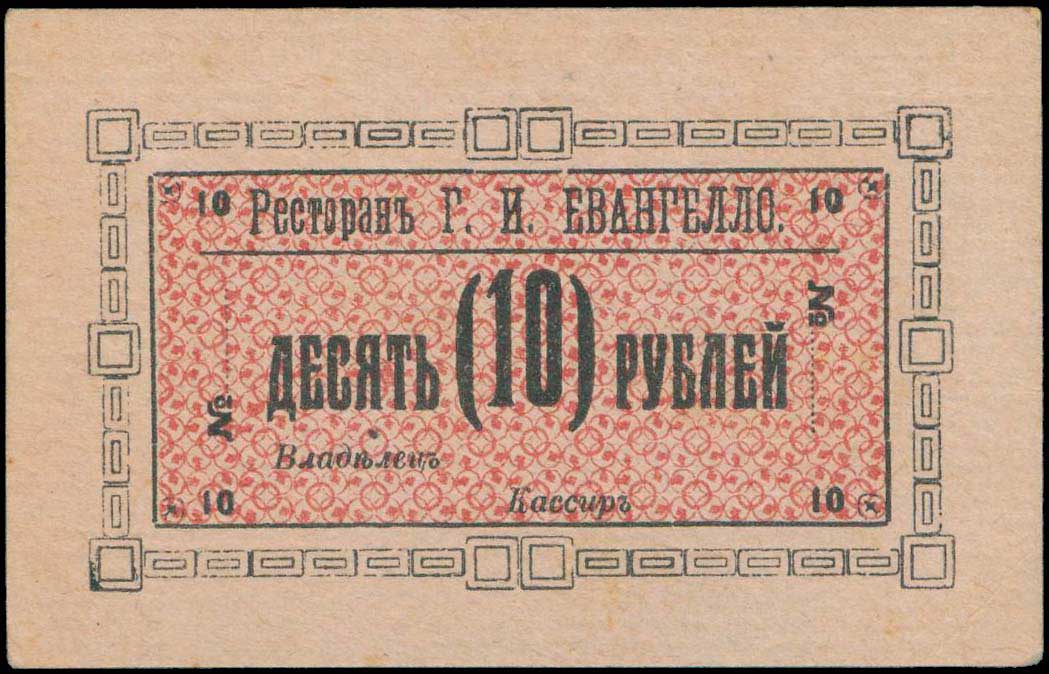 10 Ресторанъ Г. И. ЕВАНГЕЛЛО. 10
№
ДЕСЯТЬ (10) РУБЛЕЙ
№
Владѣлецъ
Кассиръ
10 10